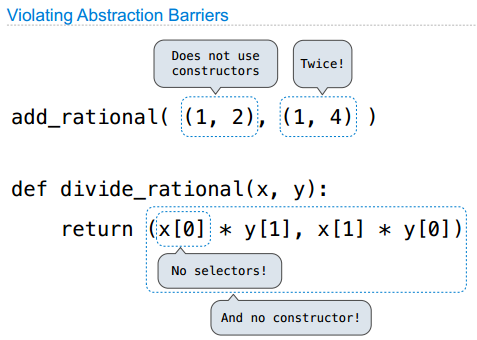 Violating Abstraction Barriers
Does not use
constructors
Twice!
add_rational( (1, 2), (1, 4) )
def divide_rational(x, y):
return (x[0] * y[1], x[1] * y[0])
No selectors!
And no constructor!